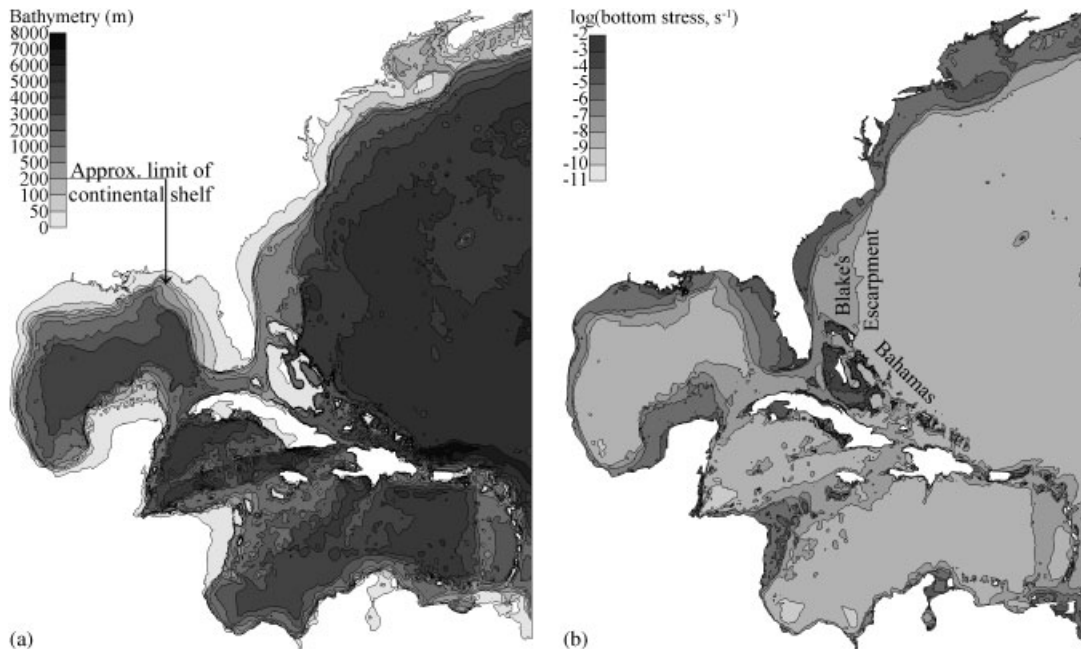 Bathymetry (m)
8000
7000
6000
5000
4000
3000
2000
1000
500
200
100
50
0
Approx. limit of
continental shelf
(a)
log(bottom stress, s⁻¹)
-2
-3
-4
-5
-6
-8
-9
-10
-11
Blake's
Escarpment
Bahamas
(b)